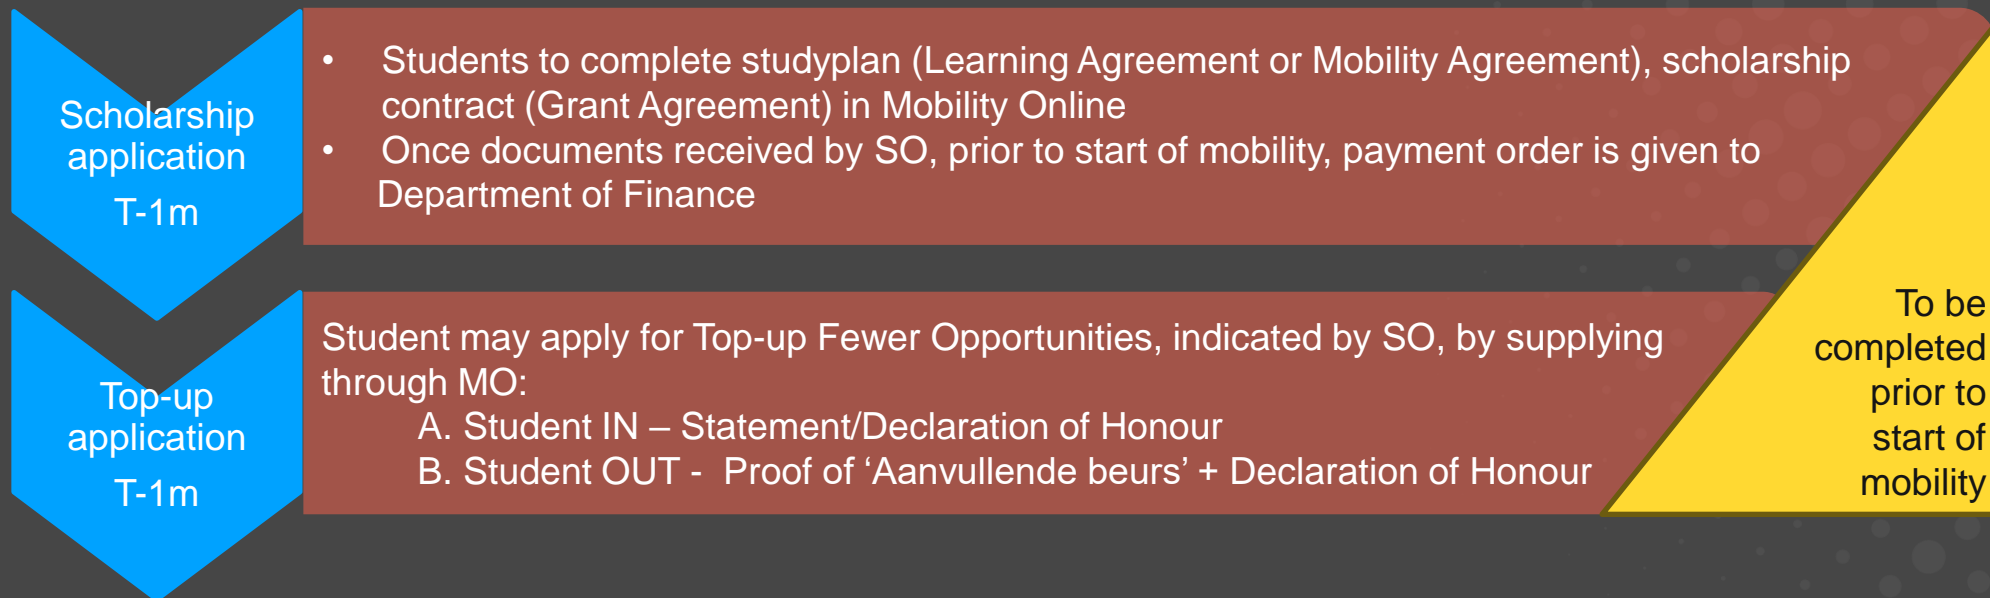 Scholarship
application
T-1m
• Students to complete studyplan (Learning Agreement or Mobility Agreement), scholarship
contract (Grant Agreement) in Mobility Online
• Once documents received by SO, prior to start of mobility, payment order is given to
Department of Finance
Top-up
application
T-1m
Student may apply for Top-up Fewer Opportunities, indicated by SO, by supplying
through MO:
A. Student IN – Statement/Declaration of Honour
B. Student OUT - Proof of ‘Aanvullende beurs’ + Declaration of Honour
To be
completed
prior to
start of
mobility